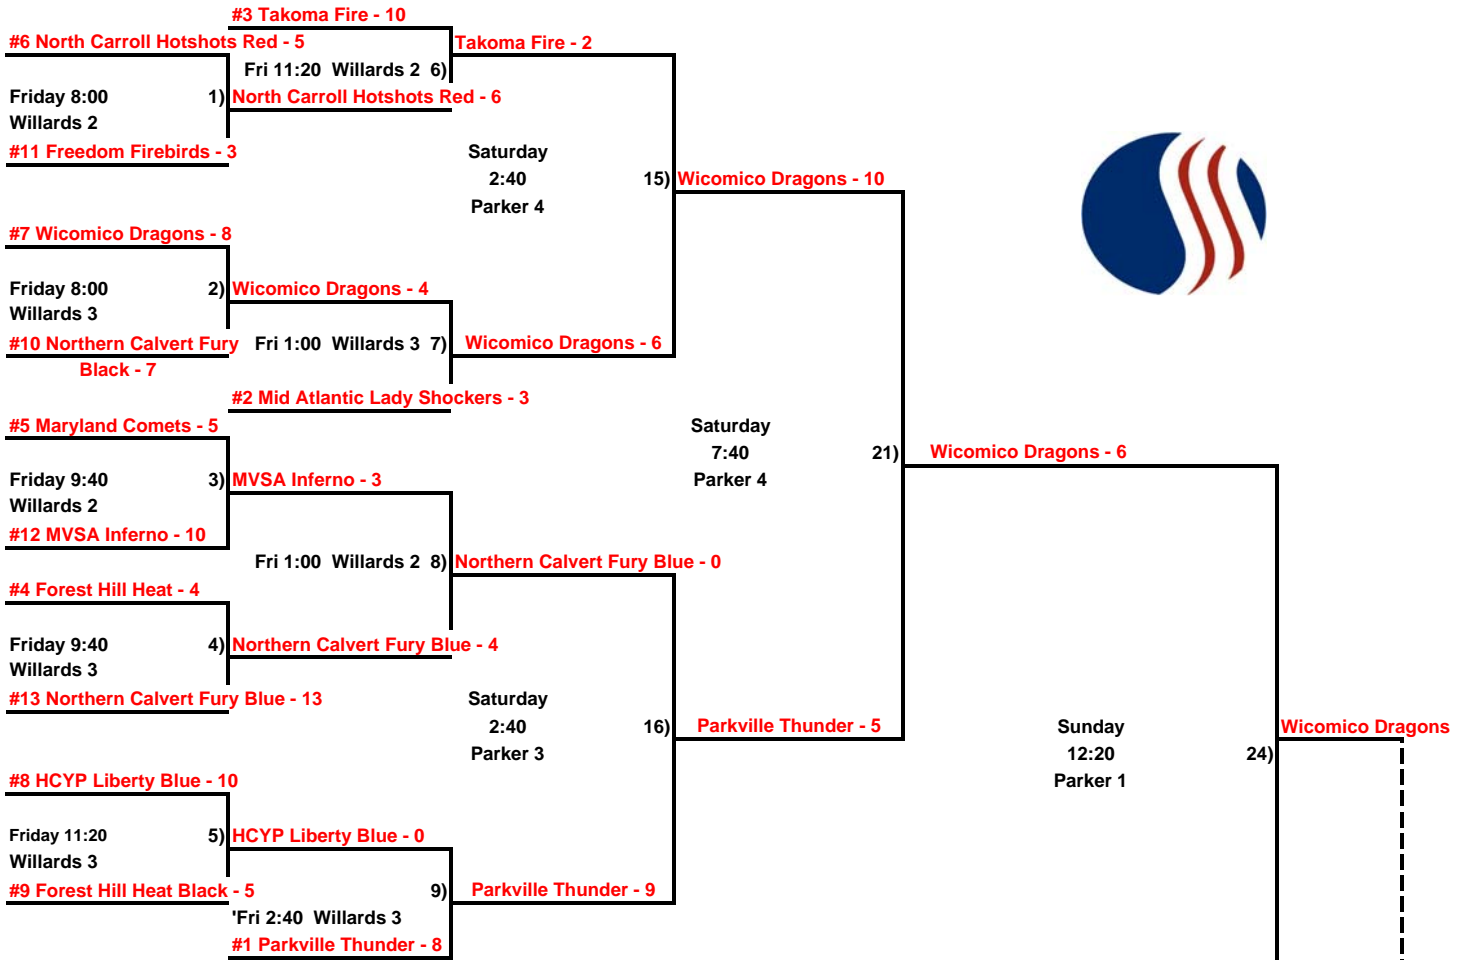 #3 Takoma Fire - 10
#6 North Carroll Hotshots Red - 5
Takoma Fire - 2
Fri 11:20 Willards 2 6)
Friday 8:00 1) North Carroll Hotshots Red - 6
Willards 2
#11 Freedom Firebirds - 3
Saturday
2:40 15) Wicomico Dragons - 10
Parker 4
#7 Wicomico Dragons - 8
Friday 8:00 2) Wicomico Dragons - 4
Willards 3
#10 Northern Calvert Fury Fri 1:00 Willards 3 7) Wicomico Dragons - 6
Black - 7
#2 Mid Atlantic Lady Shockers - 3
#5 Maryland Comets - 5
Saturday
7:40 21) Wicomico Dragons - 6
Parker 4
Friday 9:40 3) MVSA Inferno - 3
Willards 2
#12 MVSA Inferno - 10
Fri 1:00 Willards 2 8) Northern Calvert Fury Blue - 0
#4 Forest Hill Heat - 4
Friday 9:40 4) Northern Calvert Fury Blue - 4
Willards 3
#13 Northern Calvert Fury Blue - 13
Saturday
2:40 16) Parkville Thunder - 5
Parker 3
Sunday Wicomico Dragons
12:20 24)
Parker 1
#8 HCYP Liberty Blue - 10
Friday 11:20 5) HCYP Liberty Blue - 0
Willards 3
#9 Forest Hill Heat Black - 5 9) Parkville Thunder - 9
'Fri 2:40 Willards 3
#1 Parkville Thunder - 8